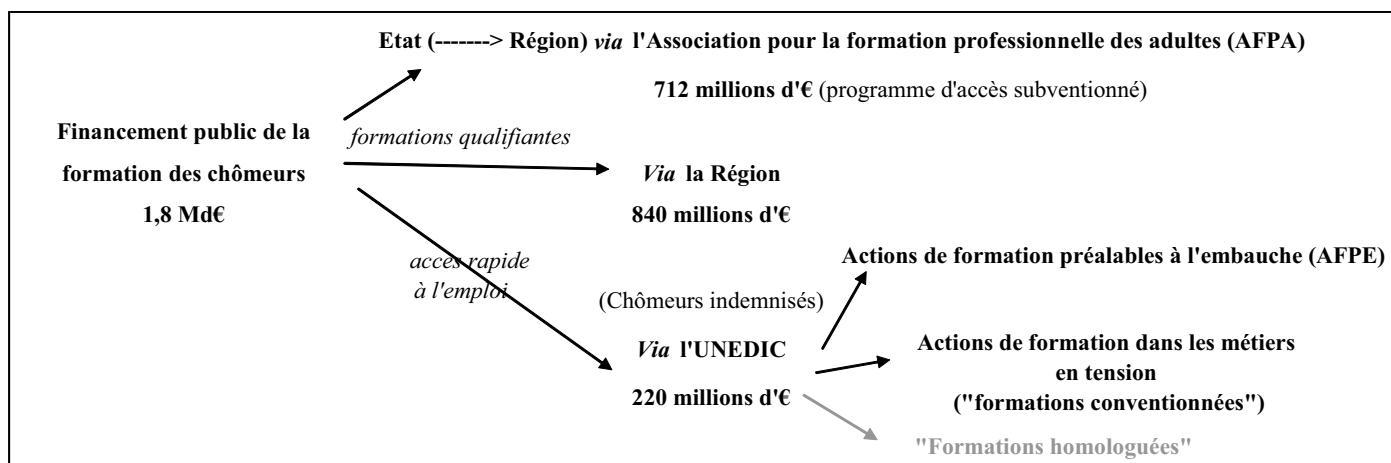 Etat (-------> Région) via l'Association pour la formation professionnelle des adultes (AFPA)
712 millions d'€ (programme d'accès subventionné)
Financement public de la
formation des chômeurs
1,8 Md€
formations qualifiantes
Via la Région
840 millions d'€
accès rapide
à l'emploi
(Chômeurs indemnisés)
Via l'UNEDIC
220 millions d'€
Actions de formation préalables à l'embauche (AFPE)
Actions de formation dans les métiers
en tension
("formations conventionnées")
"Formations homologuées"